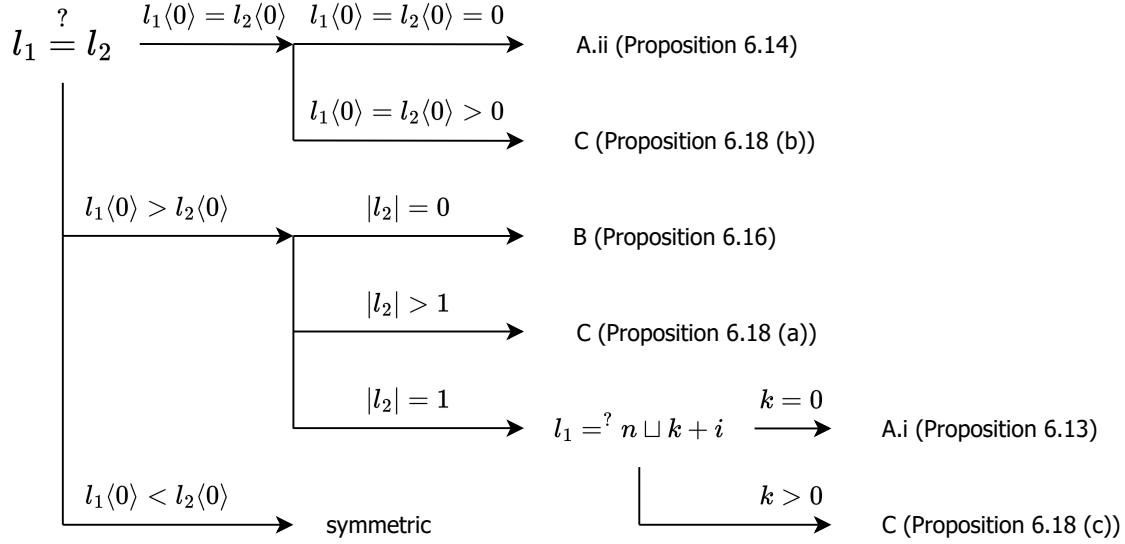 l₁ ≟ l₂
l₁⟨0⟩ = l₂⟨0⟩
l₁⟨0⟩ = l₂⟨0⟩ = 0
A.ii (Proposition 6.14)
l₁⟨0⟩ = l₂⟨0⟩ > 0
C (Proposition 6.18 (b))
l₁⟨0⟩ > l₂⟨0⟩
|l₂| = 0
B (Proposition 6.16)
|l₂| > 1
C (Proposition 6.18 (a))
|l₂| = 1
l₁ =? n ⊔ k + i
k = 0
A.i (Proposition 6.13)
k > 0
C (Proposition 6.18 (c))
l₁⟨0⟩ < l₂⟨0⟩
symmetric